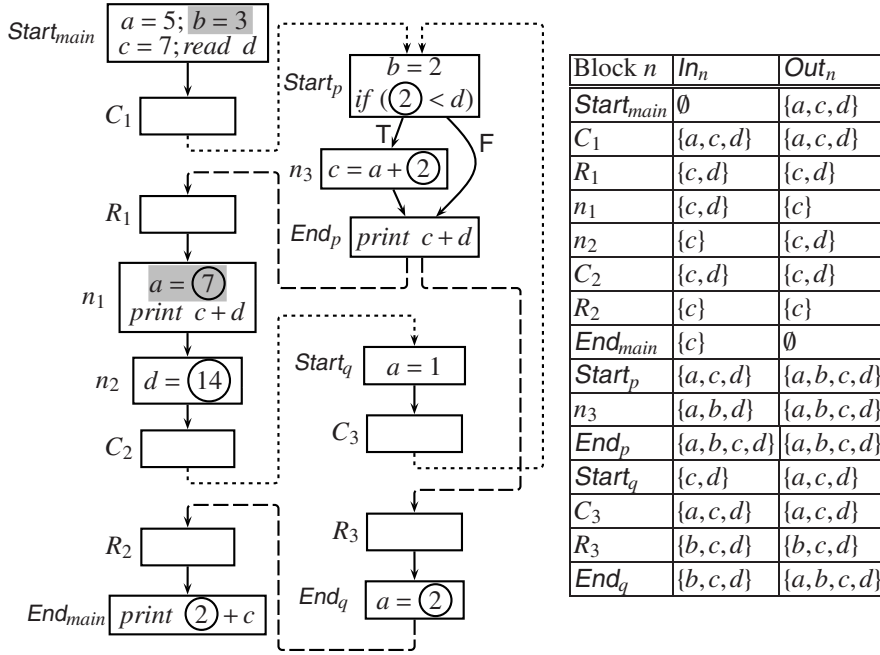 Start_main
a = 5; b = 3
c = 7; read d
C_1
R_1
n_1
a = 7
print c + d
n_2
d = 14
C_2
R_2
End_main
print 2 + c
Start_p
b = 2
if (2 < d)
T
F
n_3
c = a + 2
End_p
print c + d
Start_q
a = 1
C_3
R_3
End_q
a = 2
Block n In_n Out_n
Start_main ∅ {a,c,d}
C_1 {a,c,d} {a,c,d}
R_1 {c,d} {c,d}
n_1 {c,d} {c}
n_2 {c} {c,d}
C_2 {c,d} {c,d}
R_2 {c} {c}
End_main {c} ∅
Start_p {a,c,d} {a,b,c,d}
n_3 {a,b,d} {a,b,c,d}
End_p {a,b,c,d} {a,b,c,d}
Start_q {c,d} {a,c,d}
C_3 {a,c,d} {a,c,d}
R_3 {b,c,d} {b,c,d}
End_q {b,c,d} {a,b,c,d}